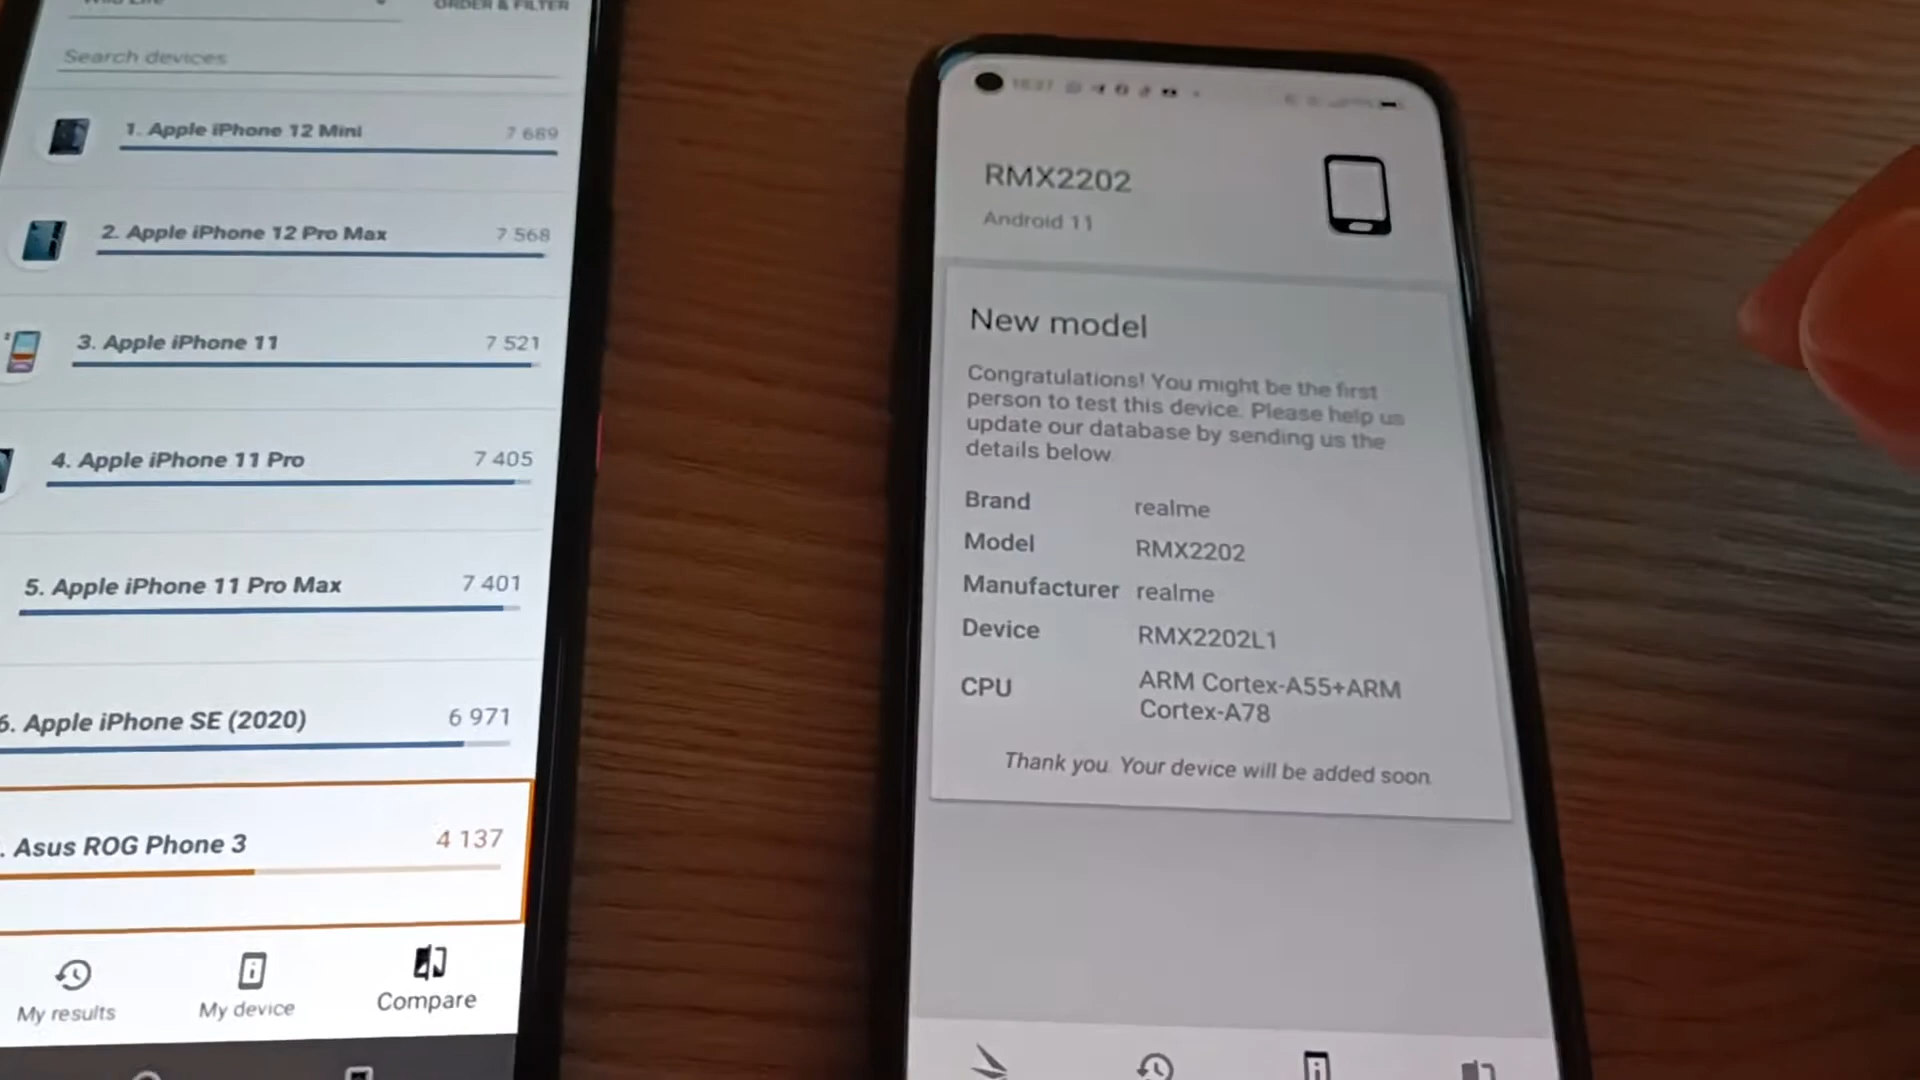 ORDER & FILTER
Search devices
1. Apple iPhone 12 Mini 7 689
2. Apple iPhone 12 Pro Max 7 568
3. Apple iPhone 11 7 521
4. Apple iPhone 11 Pro 7 405
5. Apple iPhone 11 Pro Max 7 401
6. Apple iPhone SE (2020) 6 971
. Asus ROG Phone 3 4 137
My results
My device
Compare
RMX2202
Android 11
New model
Congratulations! You might be the first
person to test this device. Please help us
update our database by sending us the
details below.
Brand realme
Model RMX2202
Manufacturer realme
Device RMX2202L1
CPU ARM Cortex-A55+ARM
Cortex-A78
Thank you. Your device will be added soon